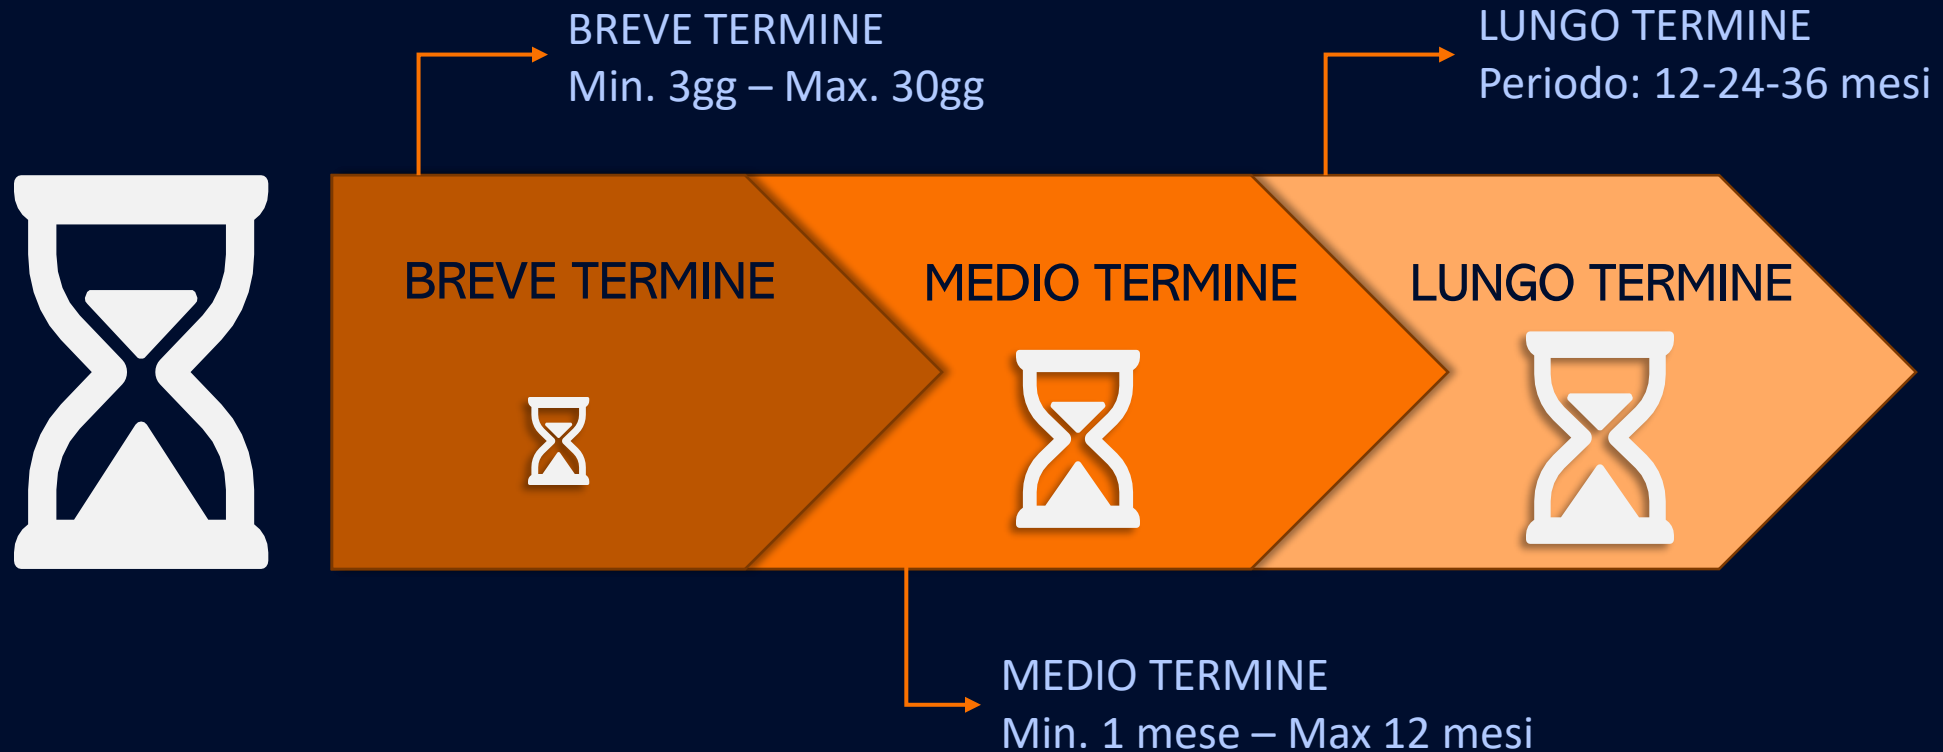 BREVE TERMINE
Min. 3gg – Max. 30gg
LUNGO TERMINE
Periodo: 12-24-36 mesi
BREVE TERMINE
MEDIO TERMINE
LUNGO TERMINE
MEDIO TERMINE
Min. 1 mese – Max 12 mesi